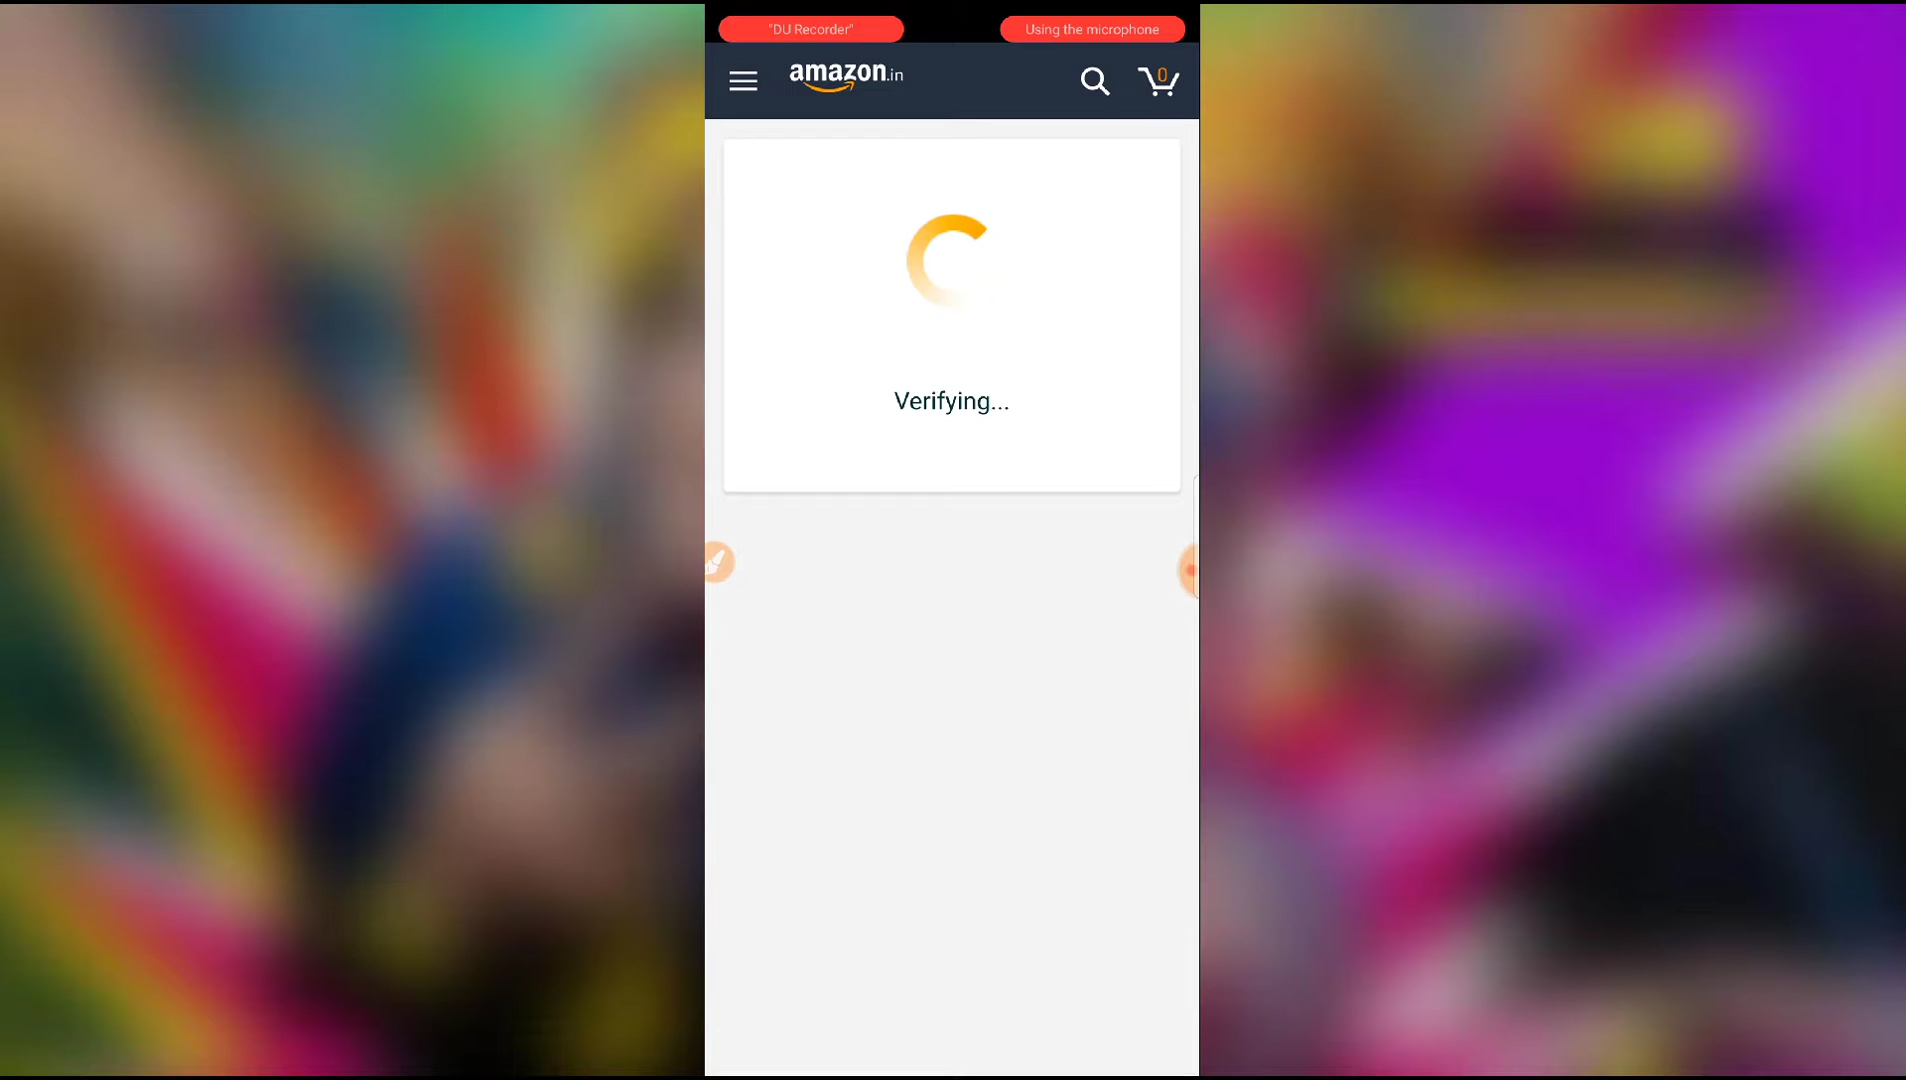 "DU Recorder"
Using the microphone
amazon.in
0
Verifying...